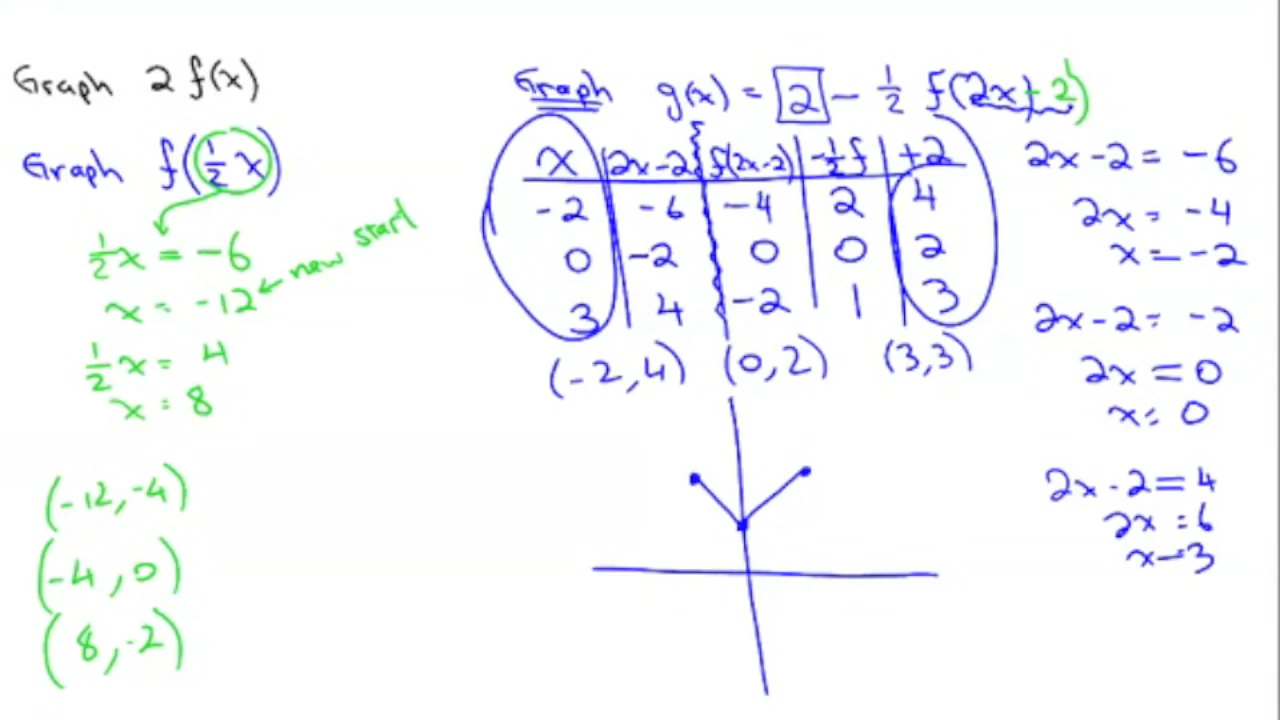 Graph 2 f(x)
Graph f(½x)
½x = -6
x = -12 ← new start
½x = 4
x = 8
(-12, -4)
(-4, 0)
(8, -2)
Graph g(x) = 2 - ½ f(2x - 2)
x 2x-2 f(2x-2) -½f +2
-2 -6 -4 2 4
0 -2 0 0 2
3 4 -2 1 3
(-2, 4) (0, 2) (3, 3)
2x - 2 = -6
2x = -4
x = -2
2x - 2 = -2
2x = 0
x = 0
2x - 2 = 4
2x = 6
x = 3